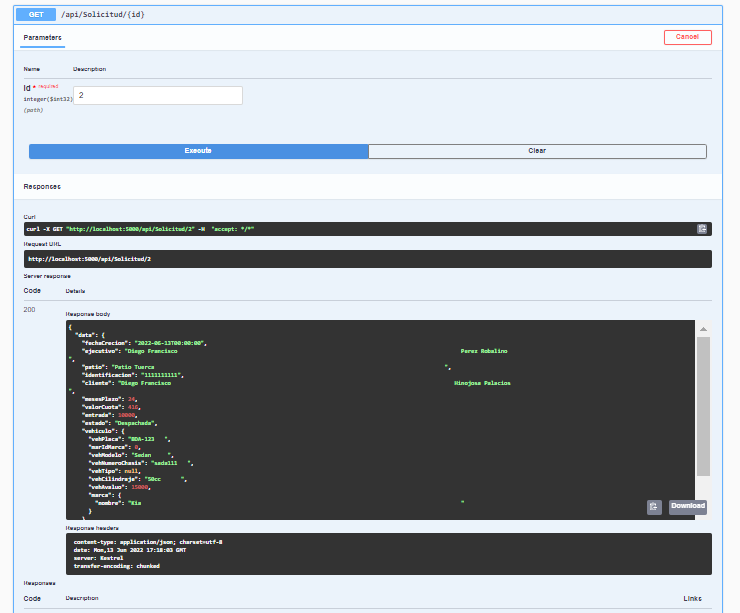 GET /api/Solicitud/{id}
Parameters
Cancel
Name Description
id * required
integer($int32)
(path)
2
Execute
Clear
Responses
Curl
curl -X GET "http://localhost:5000/api/Solicitud/2" -H "accept: */*"
Request URL
http://localhost:5000/api/Solicitud/2
Server response
Code Details
200
Response body
{
"data": {
"fechaCrecion": "2022-06-13T00:00:00",
"ejecutivo": "Diego Francisco Perez Robalino
",
"patio": "Patio Tuerca ",
"identificacion": "1111111111",
"cliente": "Diego Francisco Hinojosa Palacios
",
"mesesPlazo": 24,
"valorCuota": 416,
"entrada": 10000,
"estado": "Despachada",
"vehiculo": {
"vehPlaca": "BDA-123 ",
"marIdMarca": 0,
"vehModelo": "Sedan ",
"vehNumeroChasis": "sada111 ",
"vehTipo": null,
"vehCilindraje": "50cc ",
"vehAvaluo": 15000,
"marca": {
"nombre": "Kia "
}
}
Download
Response headers
content-type: application/json; charset=utf-8
date: Mon,13 Jun 2022 17:18:03 GMT
server: Kestrel
transfer-encoding: chunked
Responses
Code Description Links